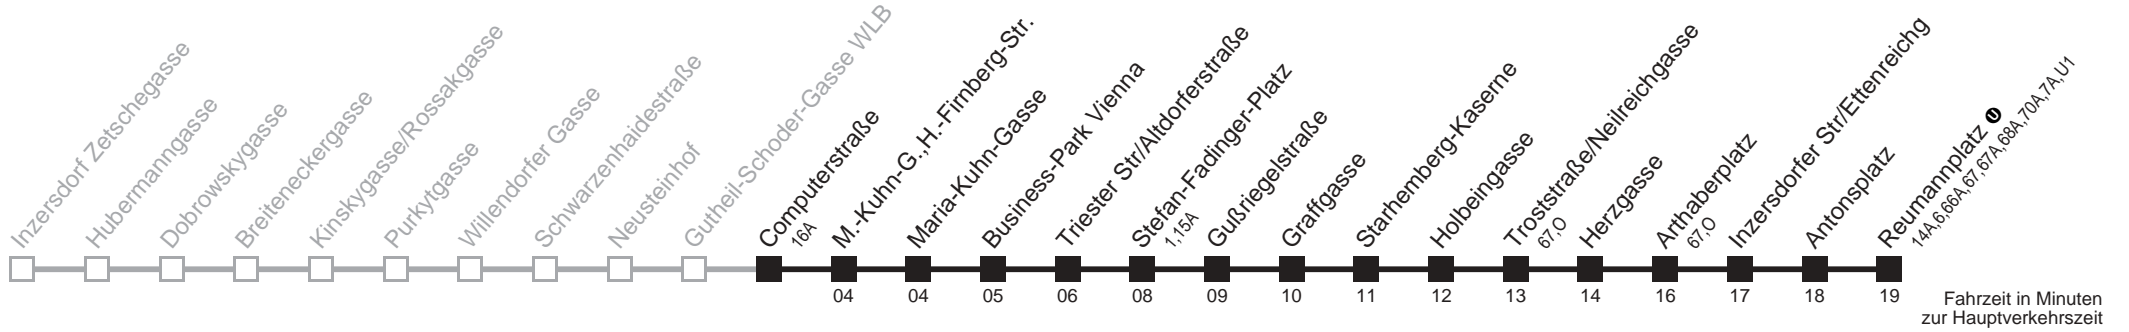 Inzersdorf Zetschegasse
Hubermanngasse
Dobrowskygasse
Breiteneckergasse
Kinskygasse/Rossakgasse
Purkytgasse
Willendorfer Gasse
Schwarzenhaidestraße
Neusteinhof
Gutheil-Schoder-Gasse WLB
Computerstraße
16A
M.-Kuhn-G.,H.-Firnberg-Str.
Maria-Kuhn-Gasse
Business-Park Vienna
Triester Str/Altdorferstraße
Stefan-Fadinger-Platz
1,15A
Gußriegelstraße
Graffgasse
Starhemberg-Kaserne
Holbeingasse
Troststraße/Neilreichgasse
67,O
Herzgasse
Arthaberplatz
67,O
Inzersdorfer Str/Ettenreichg
Antonsplatz
Reumannplatz U
14A,6,66A,67,67A,68A,70A,7A,U1
04 04 05 06 08 09 10 11 12 13 14 16 17 18 19
Fahrzeit in Minuten
zur Hauptverkehrszeit